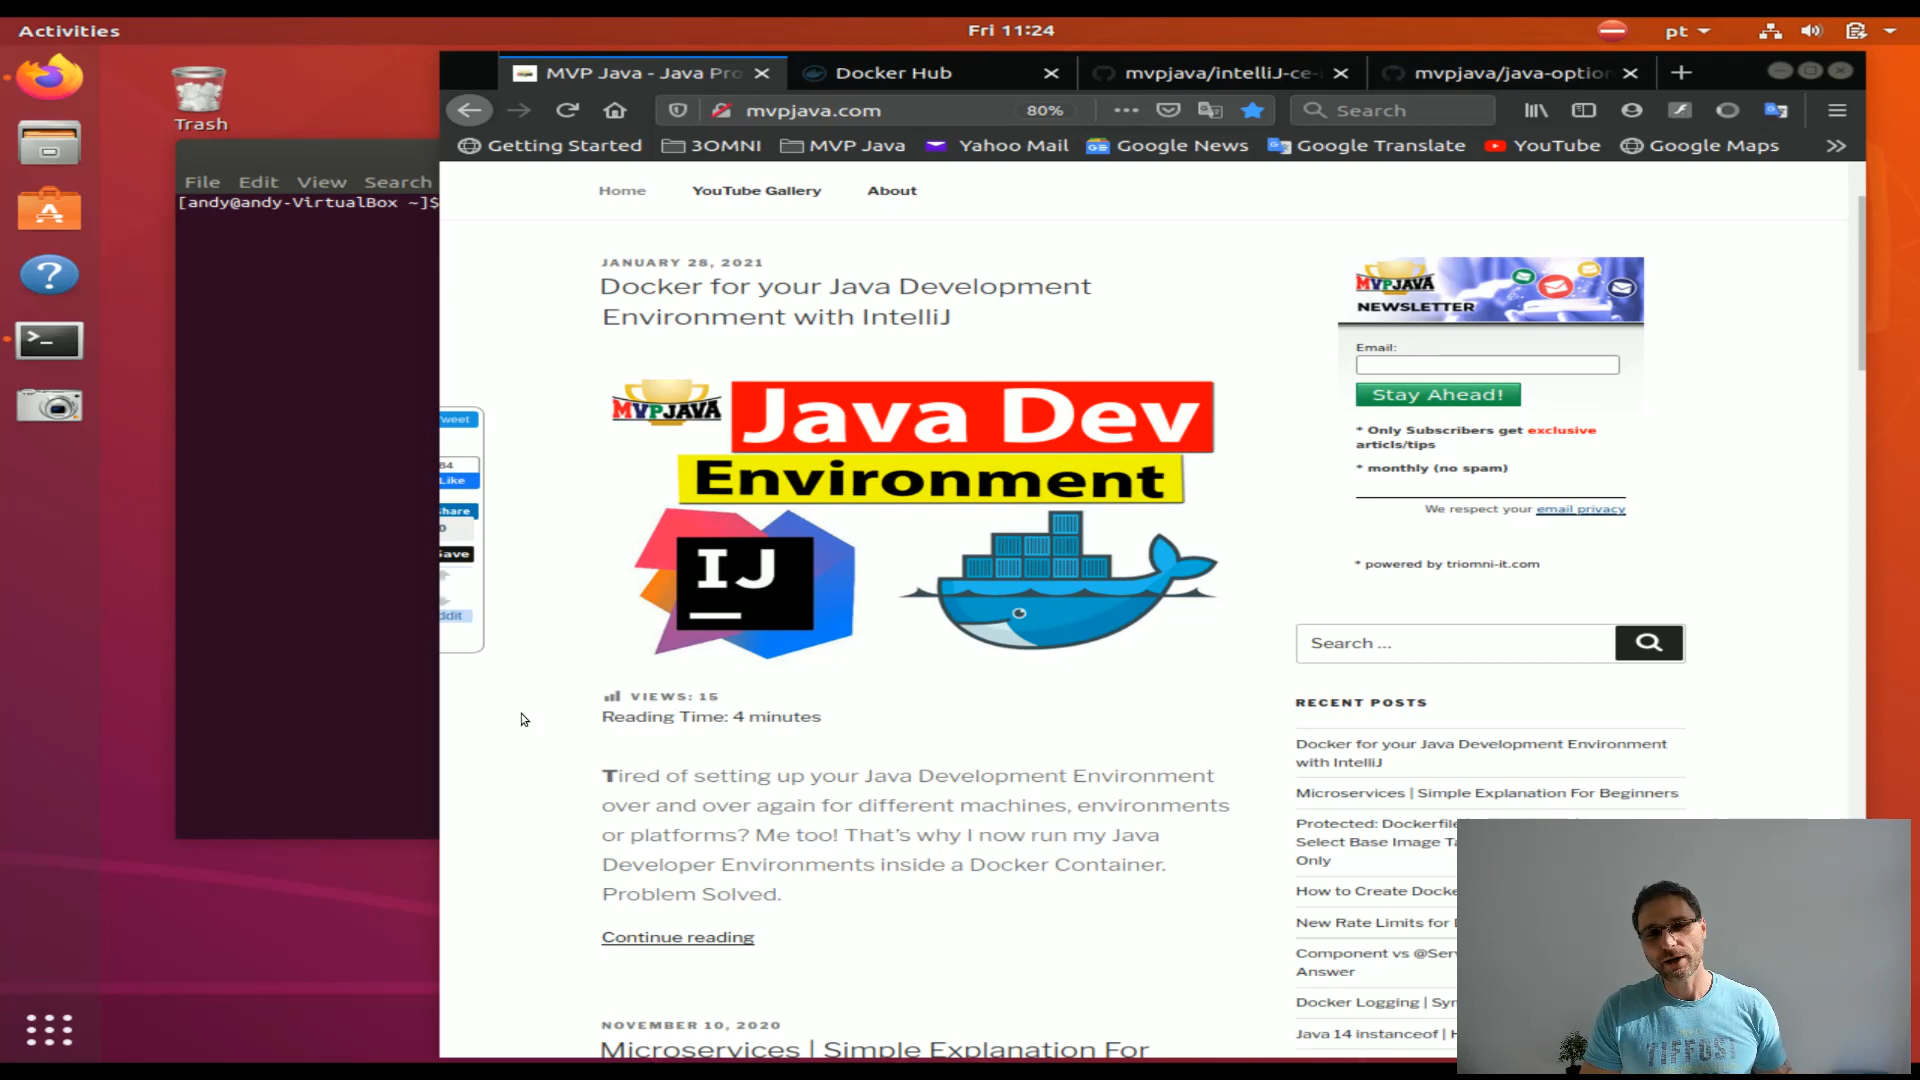 Activities
Fri 11:24
pt
Trash
File Edit View Search
[andy@andy-VirtualBox ~]$
MVP Java - Java Pro
Docker Hub
mvpjava/intelliJ-ce-
mvpjava/java-option
mvpjava.com
80%
Search
Getting Started
3OMNI
MVP Java
Yahoo Mail
Google News
Google Translate
YouTube
Google Maps
Home
YouTube Gallery
About
JANUARY 28, 2021
Docker for your Java Development
Environment with IntelliJ
MVPJAVA
Java Dev
Environment
IJ
weet
84
Like
hare
0
ave
ddit
VIEWS: 15
Reading Time: 4 minutes
Tired of setting up your Java Development Environment
over and over again for different machines, environments
or platforms? Me too! That's why I now run my Java
Developer Environments inside a Docker Container.
Problem Solved.
Continue reading
NOVEMBER 10, 2020
Microservices | Simple Explanation For
MVPJAVA
NEWSLETTER
Email:
Stay Ahead!
* Only Subscribers get exclusive
articls/tips
* monthly (no spam)
We respect your email privacy
* powered by triomni-it.com
Search ...
RECENT POSTS
Docker for your Java Development Environment
with IntelliJ
Microservices | Simple Explanation For Beginners
Protected: Dockerfile
Select Base Image Ta
Only
How to Create Docke
New Rate Limits for
Component vs @Ser
Answer
Docker Logging | Syn
Java 14 instanceof |